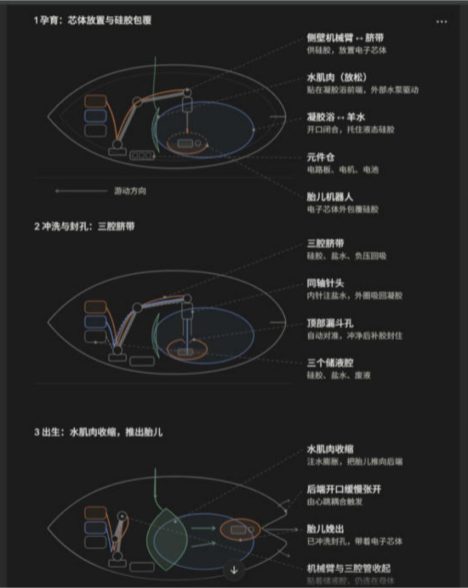 1 孕育：芯体放置与硅胶包覆
侧壁机械臂 ↔ 脐带
供硅胶，放置电子芯体
水肌肉（放松）
贴在凝胶浴前端，外部水泵驱动
凝胶浴 ↔ 羊水
开口闭合，托住液态硅胶
元件仓
电路板、电机、电池
胎儿机器人
电子芯体外包覆硅胶
游动方向
2 冲洗与封孔：三腔脐带
三腔脐带
硅胶、盐水、负压回吸
同轴针头
内针注盐水，外圈吸回凝胶
顶部漏斗孔
自动对准，冲净后补胶封住
三个储液腔
硅胶、盐水、废液
3 出生：水肌肉收缩，推出胎儿
水肌肉收缩
注水膨胀，把胎儿推向后端
后端开口缓慢张开
由心跳耦合触发
胎儿娩出
已冲洗封孔，带着电子芯体
机械臂与三腔管收起
贴着储液腔，仍连在母体